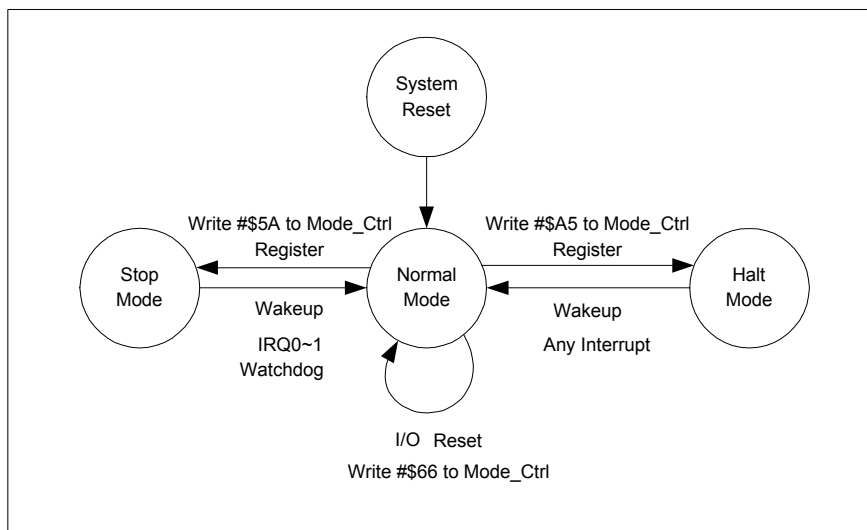 System
Reset
Write #$5A to Mode_Ctrl
Register
Write #$A5 to Mode_Ctrl
Register
Stop
Mode
Normal
Mode
Halt
Mode
Wakeup
IRQ0~1
Watchdog
Wakeup
Any Interrupt
I/O Reset
Write #$66 to Mode_Ctrl